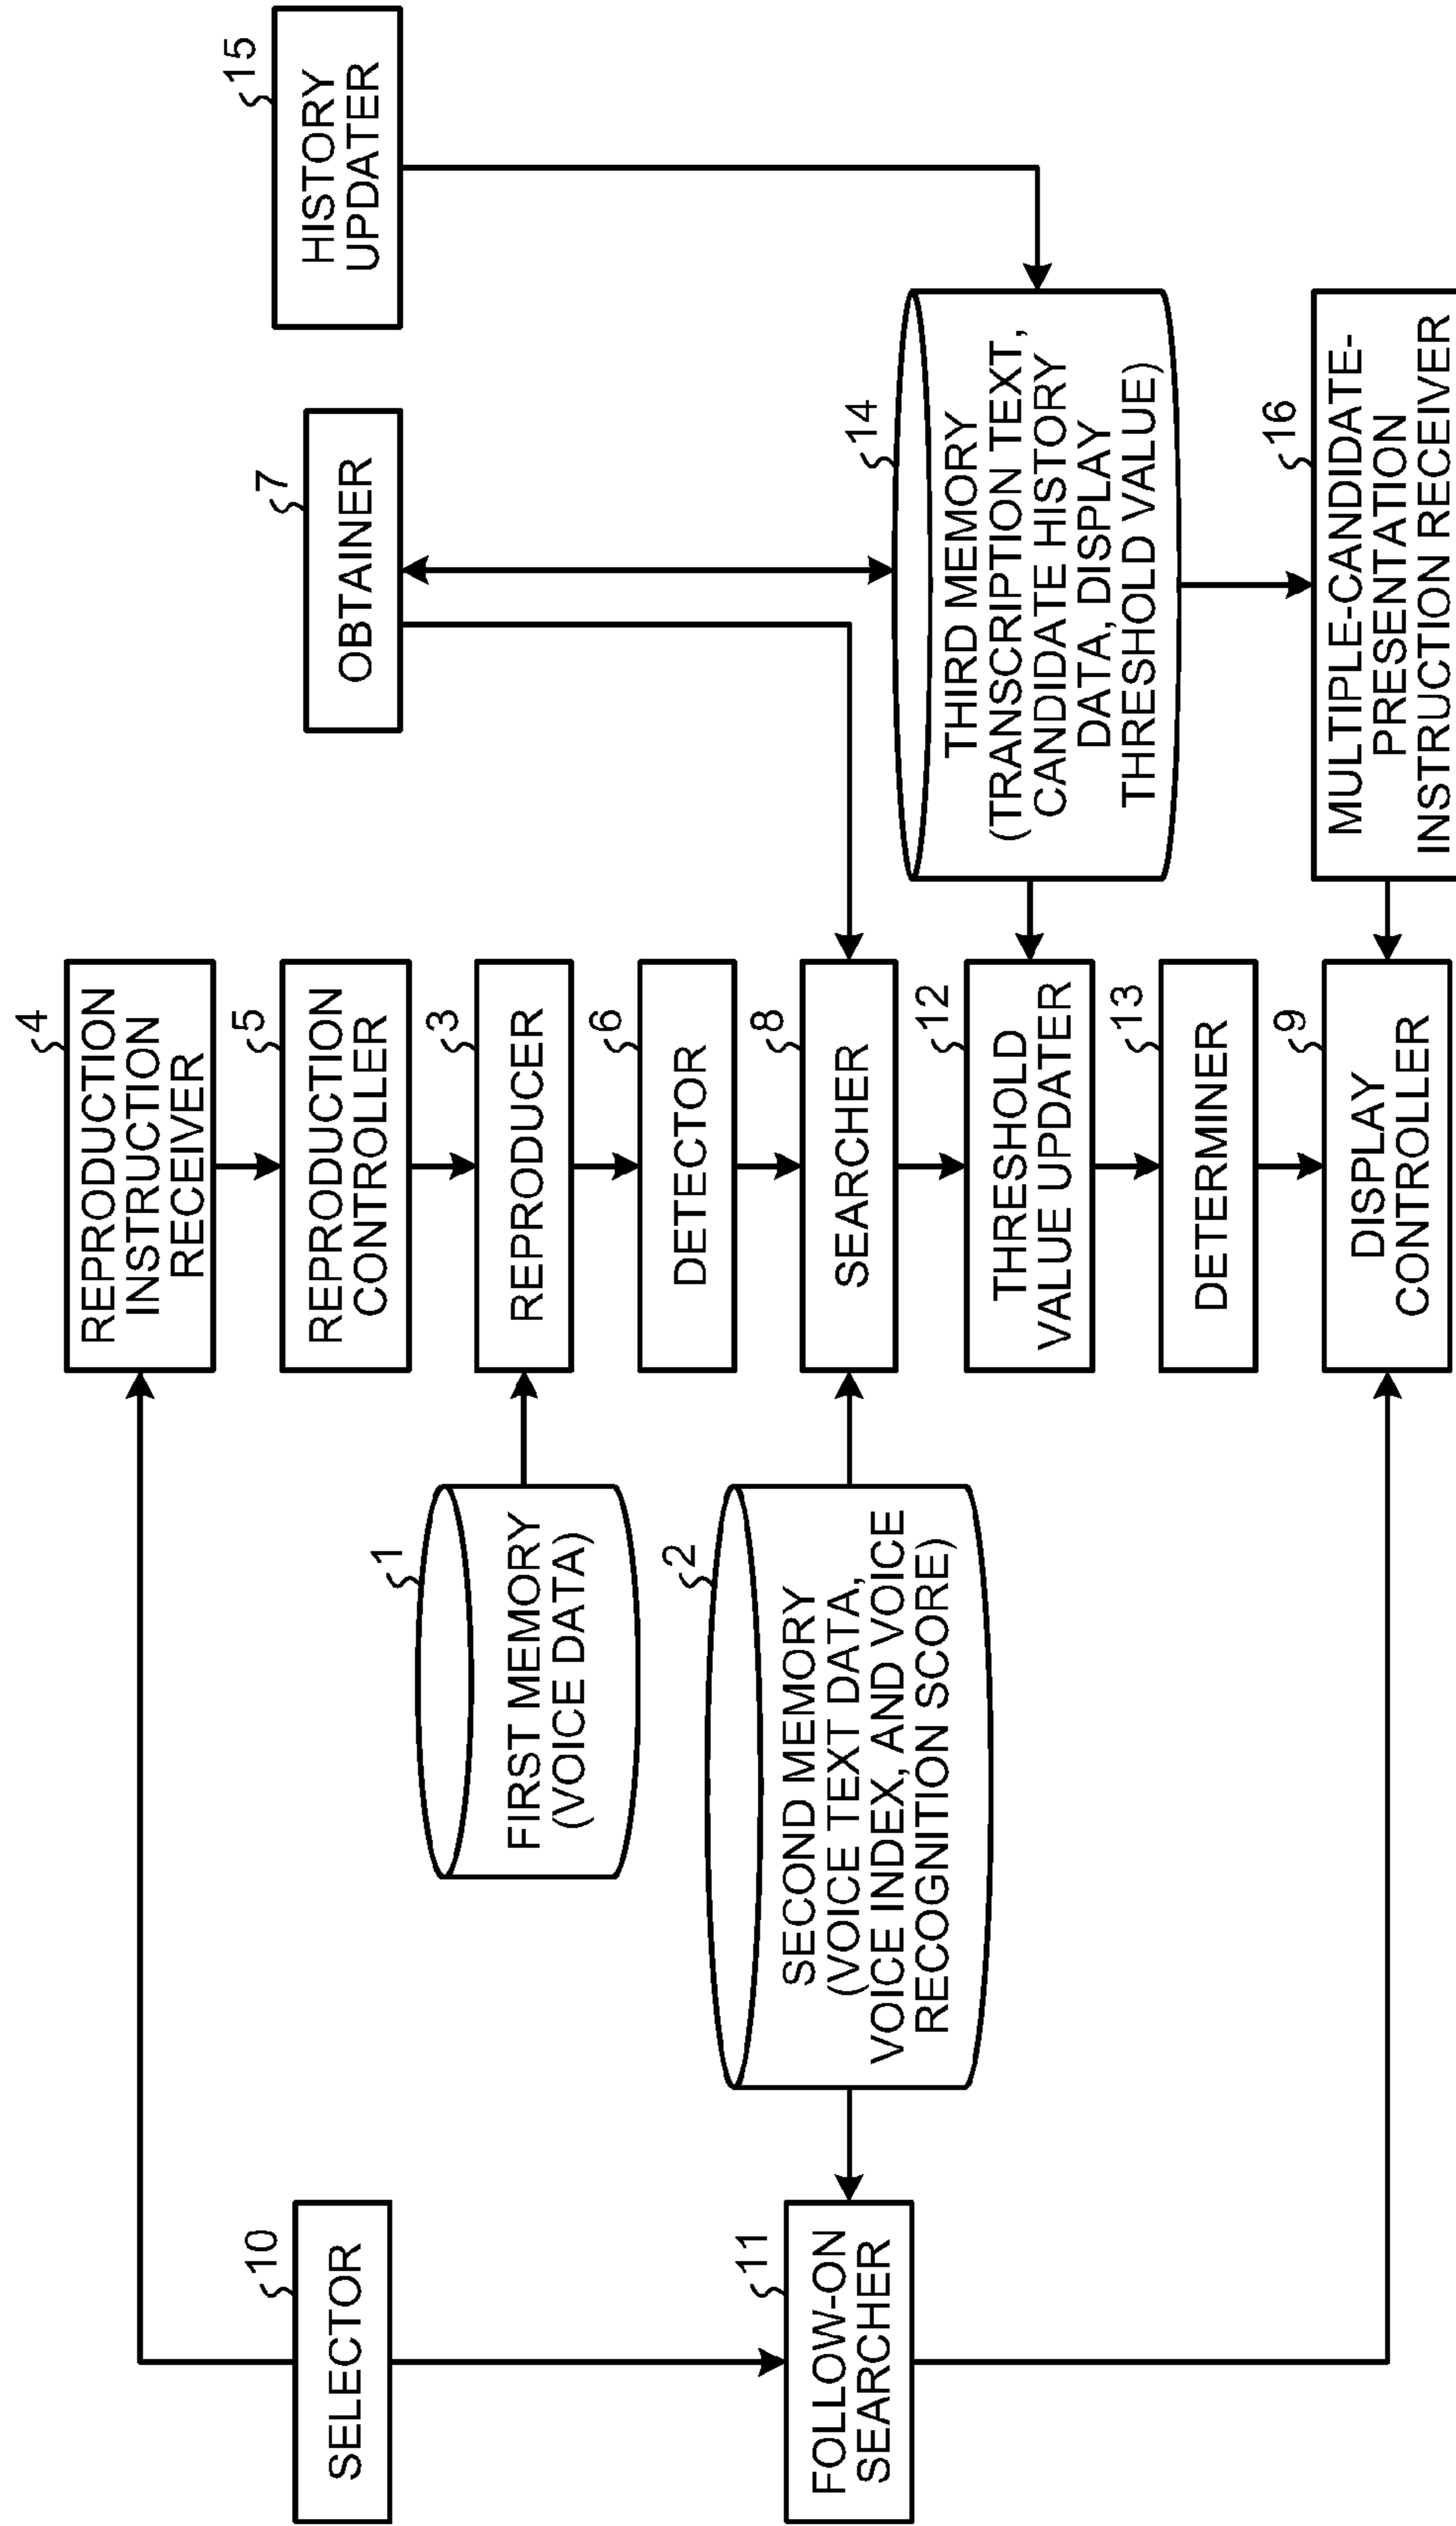 4
REPRODUCTION
INSTRUCTION
RECEIVER
5
REPRODUCTION
CONTROLLER
3
REPRODUCER
6
DETECTOR
8
SEARCHER
12
THRESHOLD
VALUE UPDATER
13
DETERMINER
9
DISPLAY
CONTROLLER
10
SELECTOR
11
FOLLOW-ON
SEARCHER
1
FIRST MEMORY
(VOICE DATA)
2
SECOND MEMORY
(VOICE TEXT DATA,
VOICE INDEX, AND VOICE
RECOGNITION SCORE)
7
OBTAINER
15
HISTORY
UPDATER
14
THIRD MEMORY
(TRANSCRIPTION TEXT,
CANDIDATE HISTORY
DATA, DISPLAY
THRESHOLD VALUE)
16
MULTIPLE-CANDIDATE-
PRESENTATION
INSTRUCTION RECEIVER